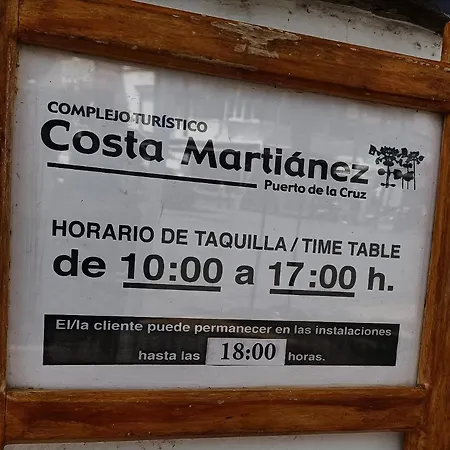 COMPLEJO TURÍSTICO
Costa Martiánez
Puerto de la Cruz
HORARIO DE TAQUILLA / TIME TABLE
de 10:00 a 17:00 h.
El/la cliente puede permanecer en las instalaciones
hasta las 18:00 horas.